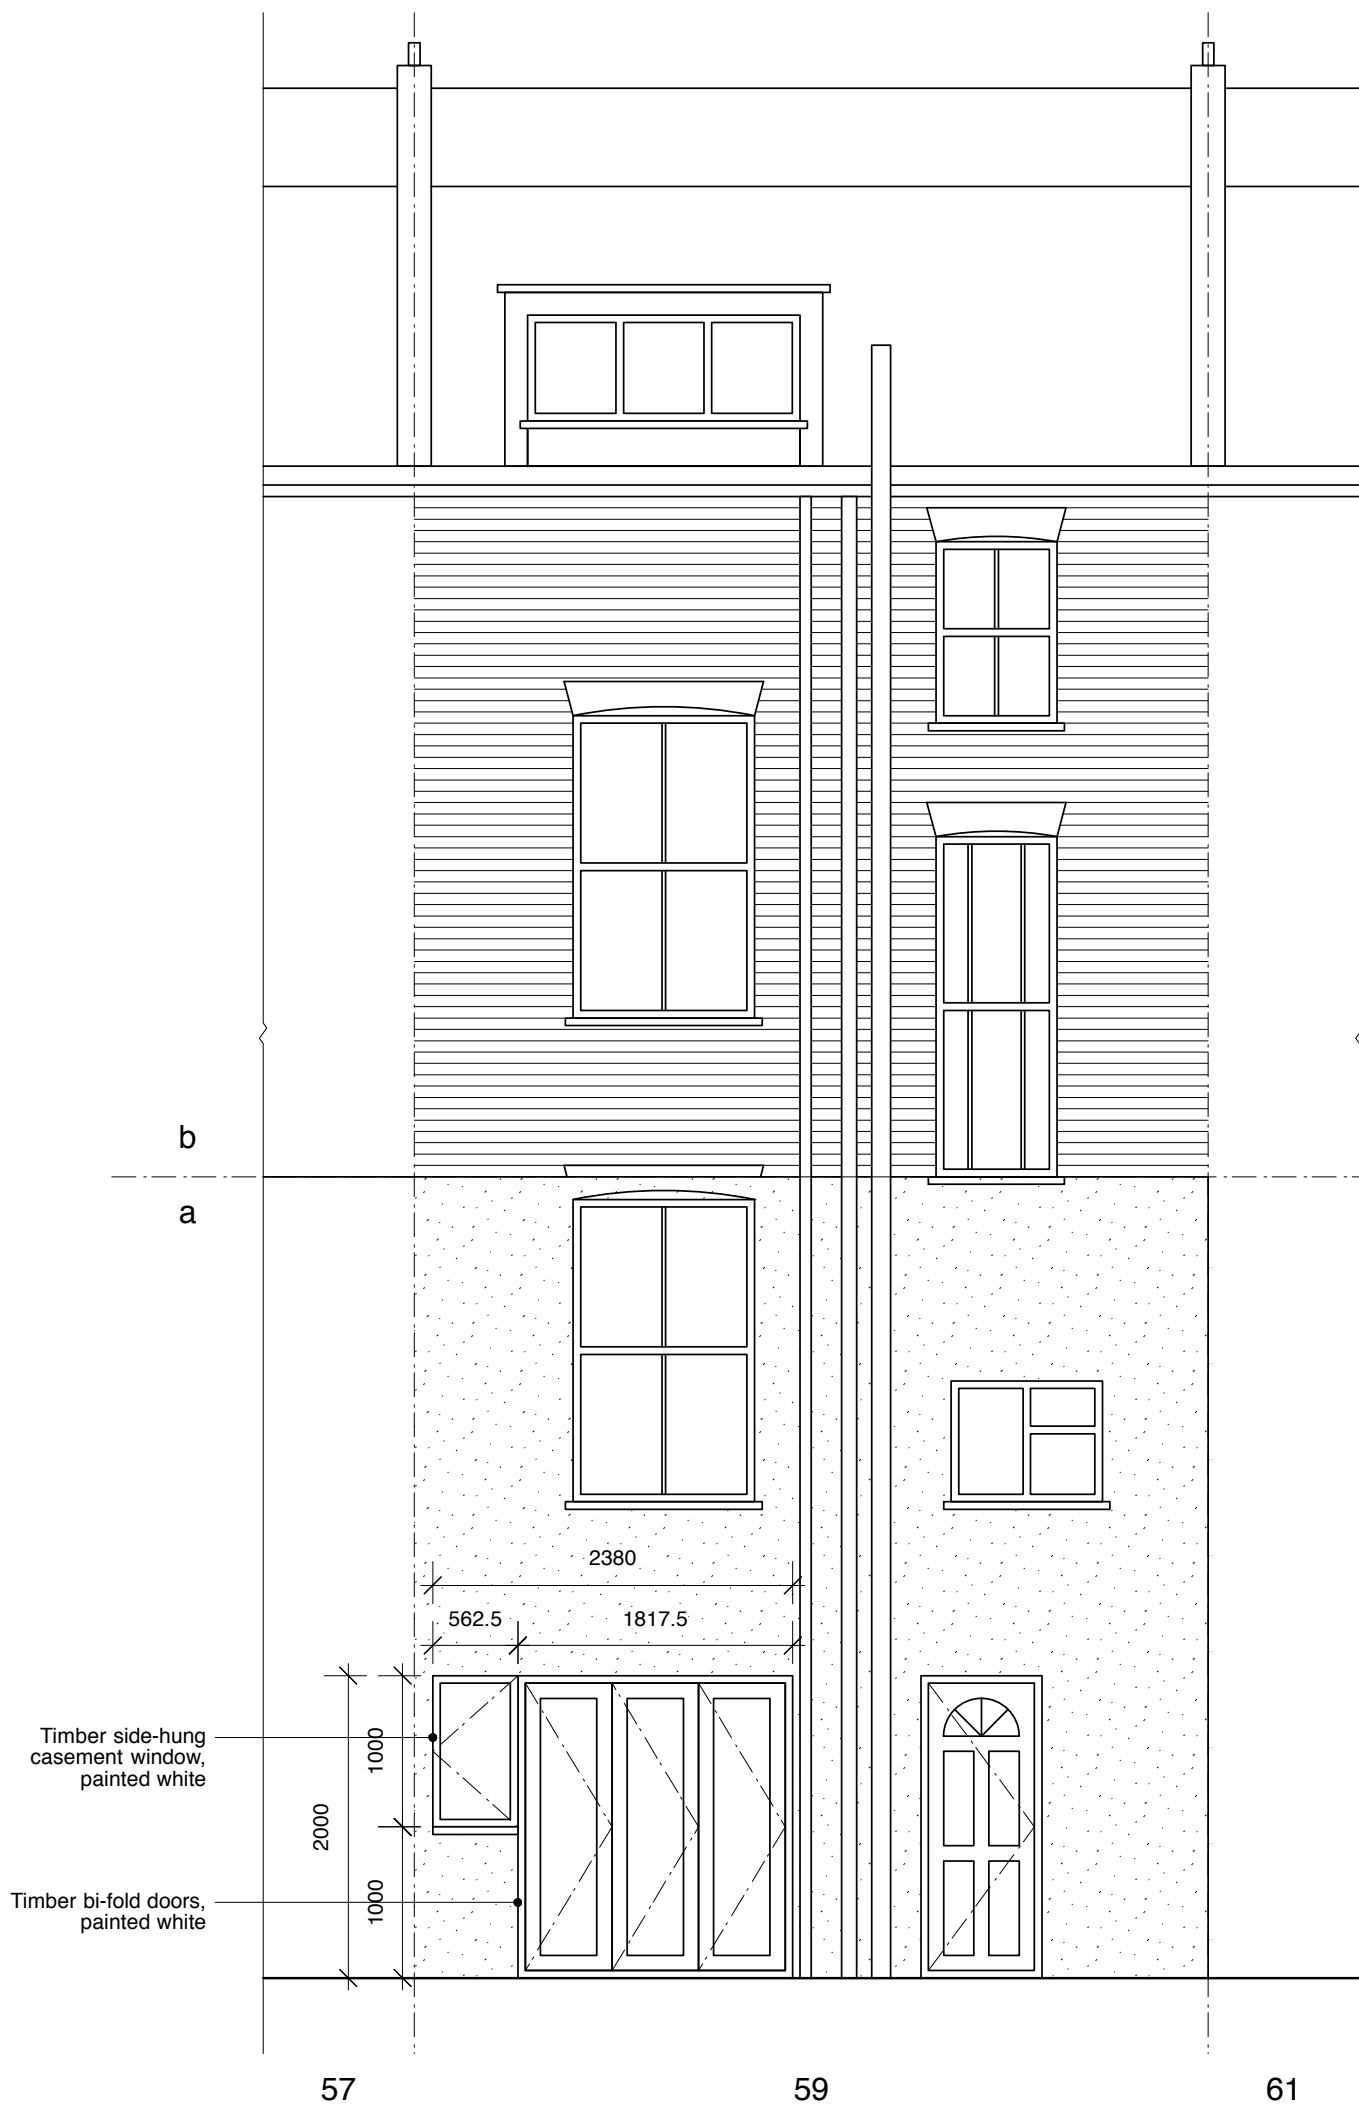 b
a
2380
562.5
1817.5
Timber side-hung
casement window,
painted white
1000
2000
Timber bi-fold doors,
painted white
1000
57
59
61